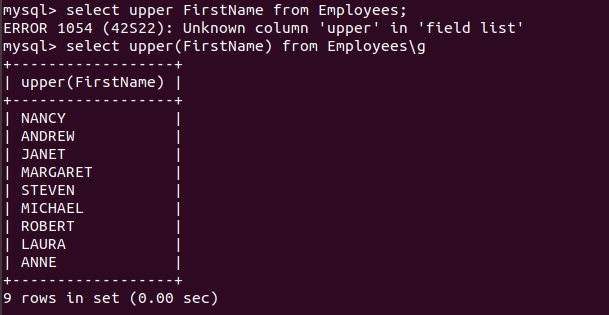 mysql> select upper FirstName from Employees;
ERROR 1054 (42S22): Unknown column 'upper' in 'field list'
mysql> select upper(FirstName) from Employees\g
+------------------+
| upper(FirstName) |
+------------------+
| NANCY            |
| ANDREW           |
| JANET            |
| MARGARET         |
| STEVEN           |
| MICHAEL          |
| ROBERT           |
| LAURA            |
| ANNE             |
+------------------+
9 rows in set (0.00 sec)